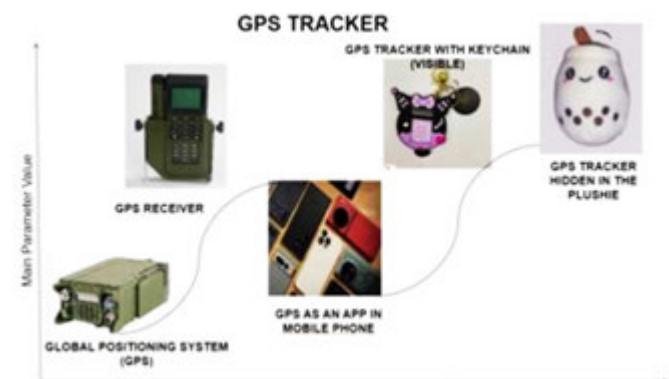 GPS TRACKER
GPS TRACKER WITH KEYCHAIN
(VISIBLE)
GPS RECEIVER
GPS TRACKER
HIDDEN IN THE
PLUSHIE
Main Parameter Value
GPS AS AN APP IN
MOBILE PHONE
GLOBAL POSITIONING SYSTEM
(GPS)